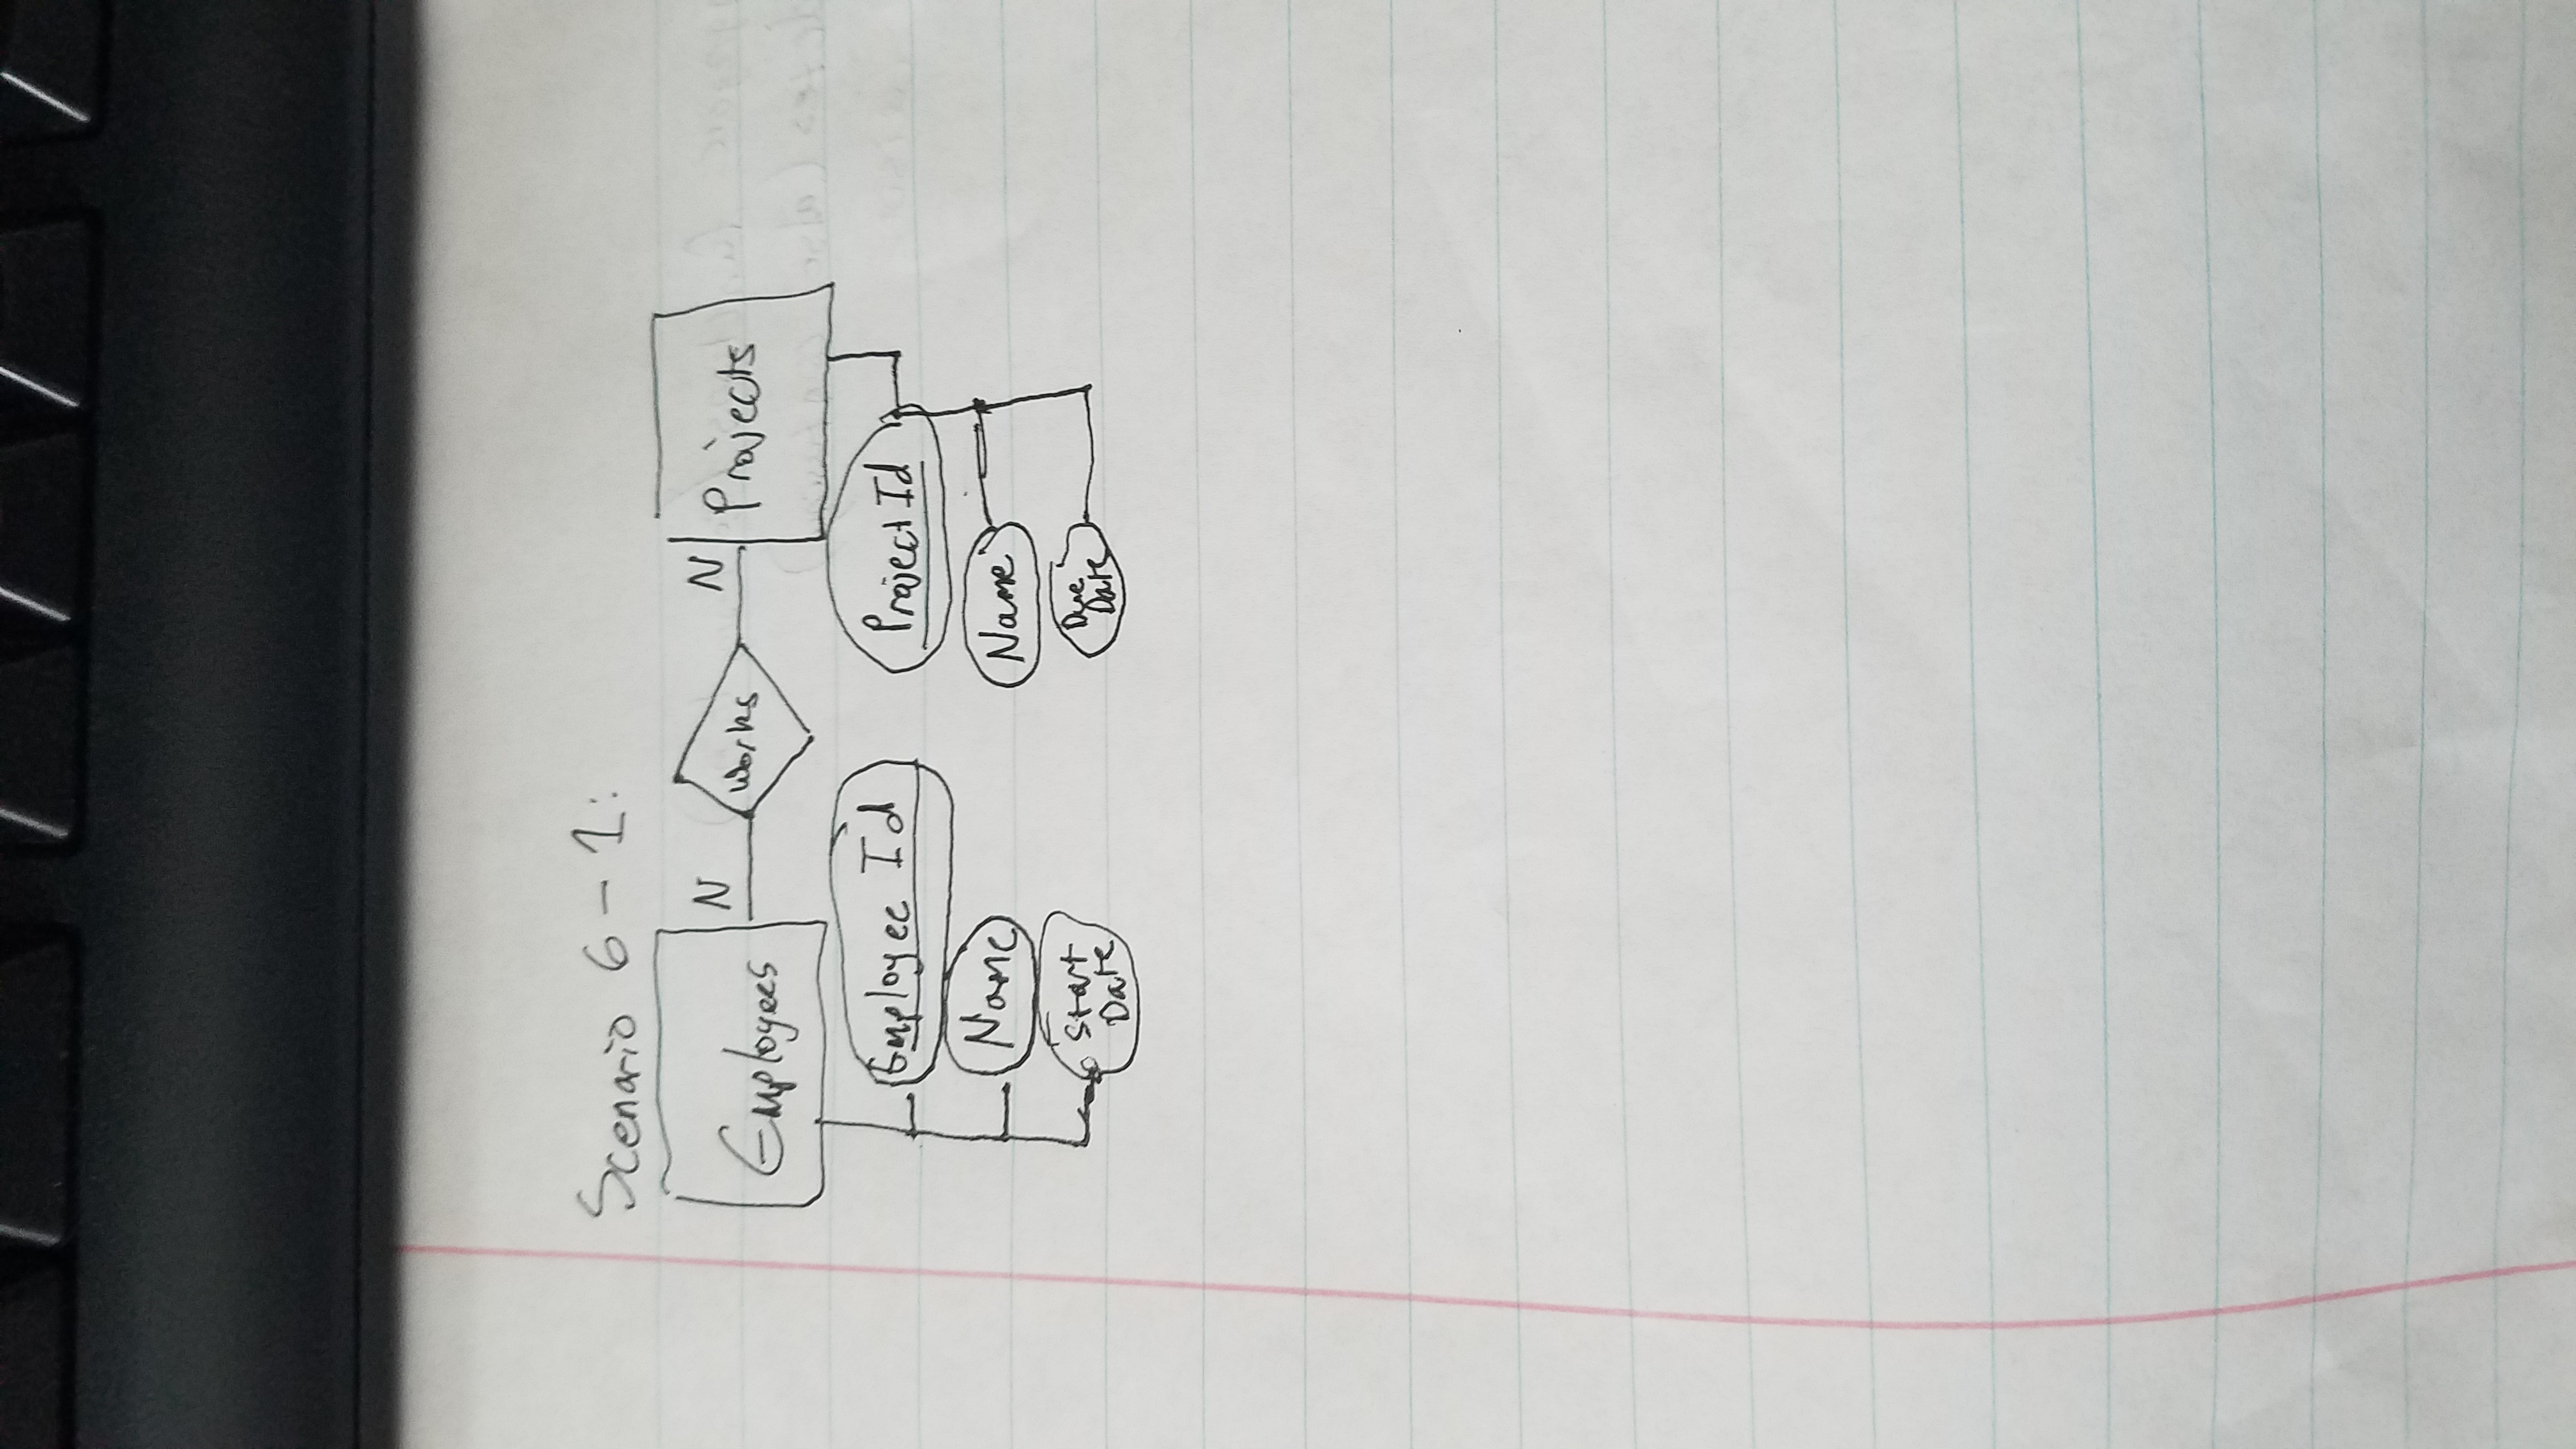 Scenario 6-1:
Employees N Works N Projects
Employee Id
Project Id
Name
Name
Start
Date
Due
Date